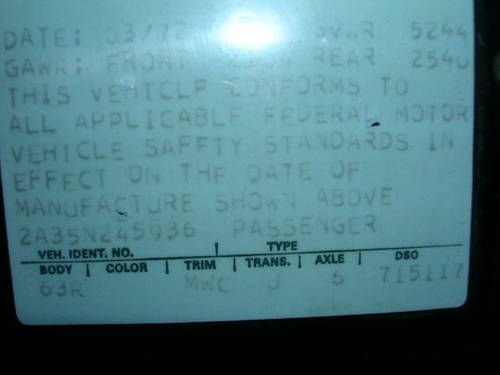 DATE: 03/72 GVWR 5244
GAWR: FRONT REAR 2540
THIS VEHICLE CONFORMS TO
ALL APPLICABLE FEDERAL MOTOR
VEHICLE SAFETY STANDARDS IN
EFFECT ON THE DATE OF
MANUFACTURE SHOWN ABOVE
2A35N245936 PASSENGER
VEH. IDENT. NO. TYPE
BODY COLOR TRIM TRANS. AXLE DSO
63R MWC J 6 715117